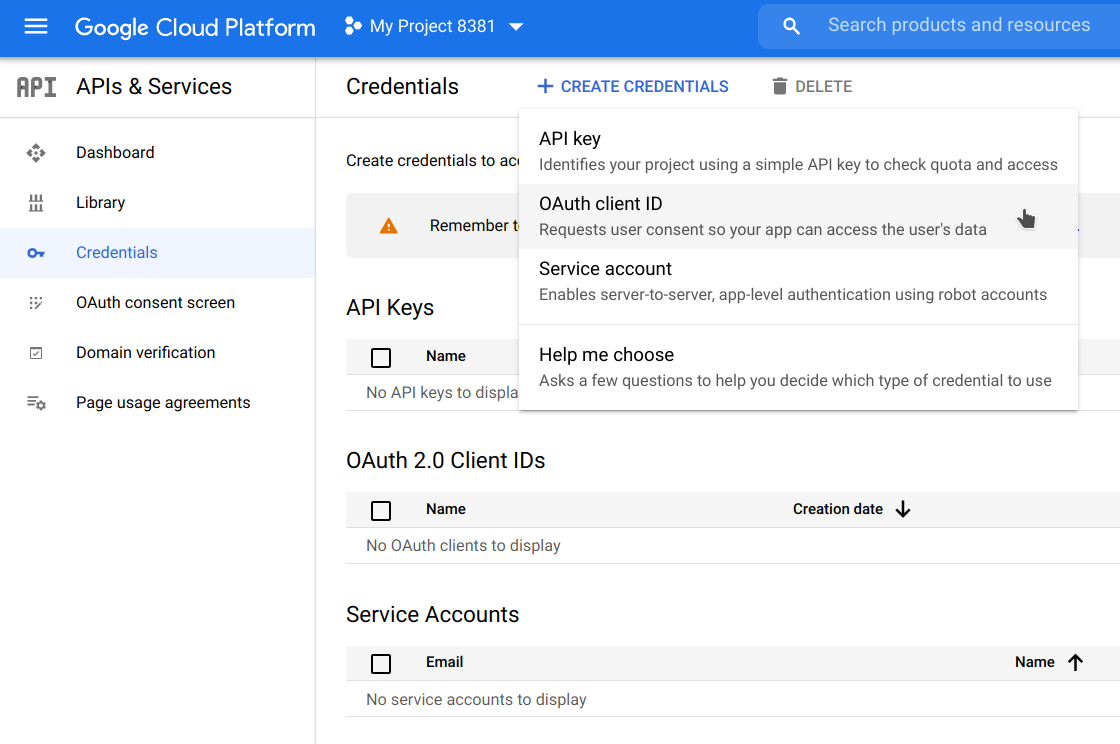 Google Cloud Platform
My Project 8381
Search products and resources
API
APIs & Services
Credentials
CREATE CREDENTIALS
DELETE
Dashboard
Library
Credentials
OAuth consent screen
Domain verification
Page usage agreements
Create credentials to acc
Remember t
API key
Identifies your project using a simple API key to check quota and access
OAuth client ID
Requests user consent so your app can access the user's data
Service account
Enables server-to-server, app-level authentication using robot accounts
Help me choose
Asks a few questions to help you decide which type of credential to use
API Keys
Name
No API keys to displa
OAuth 2.0 Client IDs
Name
Creation date
No OAuth clients to display
Service Accounts
Email
Name
No service accounts to display